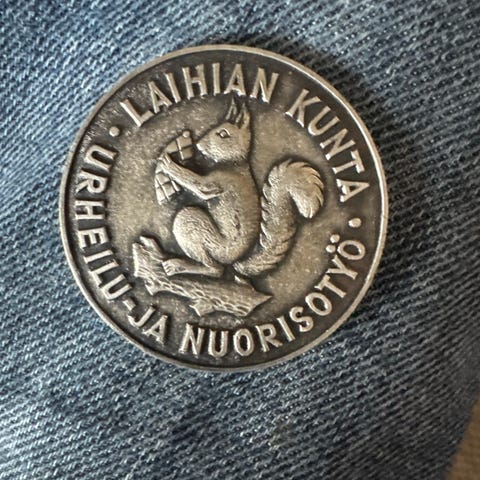 LAIHIAN KUNTA
URHEILU-JA NUORISOTYÖ